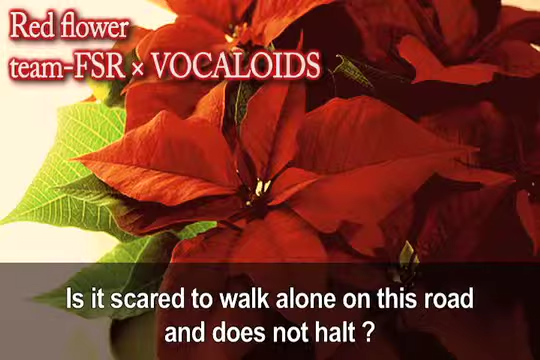 Red flower
team-FSR × VOCALOIDS
Is it scared to walk alone on this road
and does not halt ?